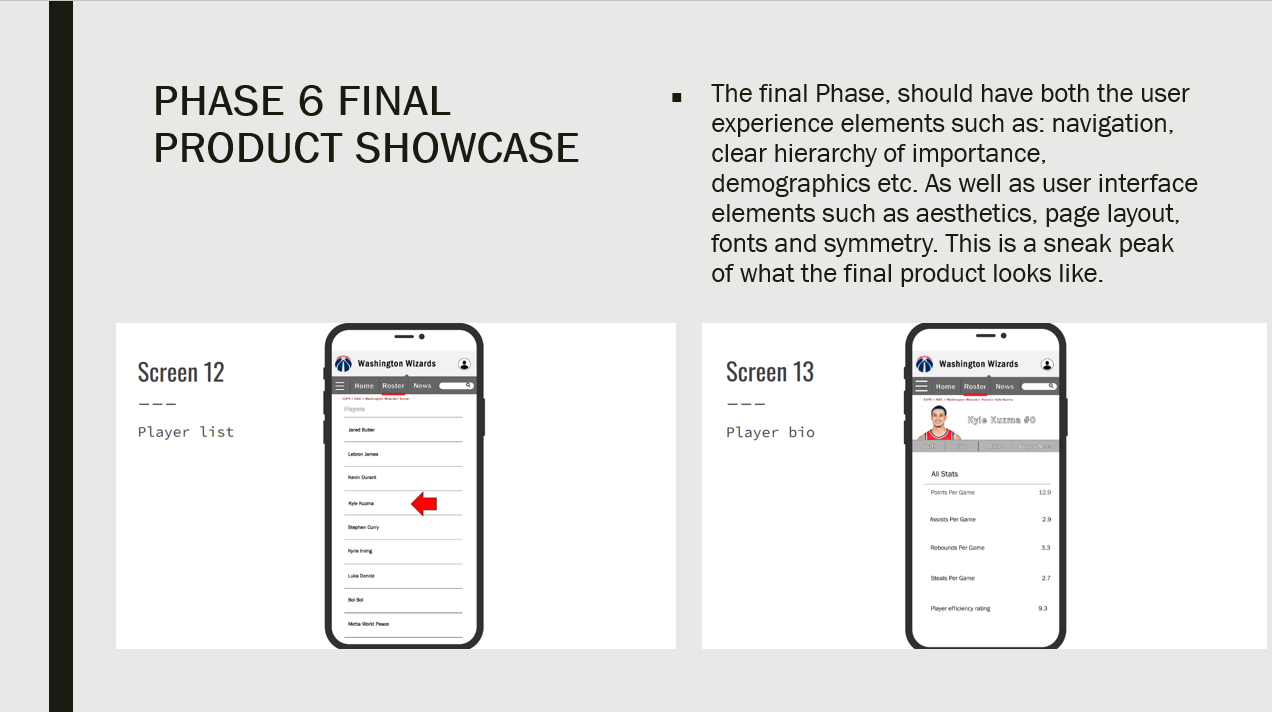 PHASE 6 FINAL
PRODUCT SHOWCASE
■ The final Phase, should have both the user
experience elements such as: navigation,
clear hierarchy of importance,
demographics etc. As well as user interface
elements such as aesthetics, page layout,
fonts and symmetry. This is a sneak peak
of what the final product looks like.
Screen 12
———
Player list
Washington Wizards
Home Roster News
Players
Jared Butler
Lebron James
Kevin Durant
Kyle Kuzma
Stephen Curry
Kyrie Irving
Luka Doncic
Bol Bol
Metta World Peace
Screen 13
———
Player bio
Washington Wizards
Home Roster News
Kyle Kuzma #0
All Stats
Points Per Game 12.9
Assists Per Game 2.9
Rebounds Per Game 3.3
Steals Per Game 2.7
Player efficiency rating 9.3